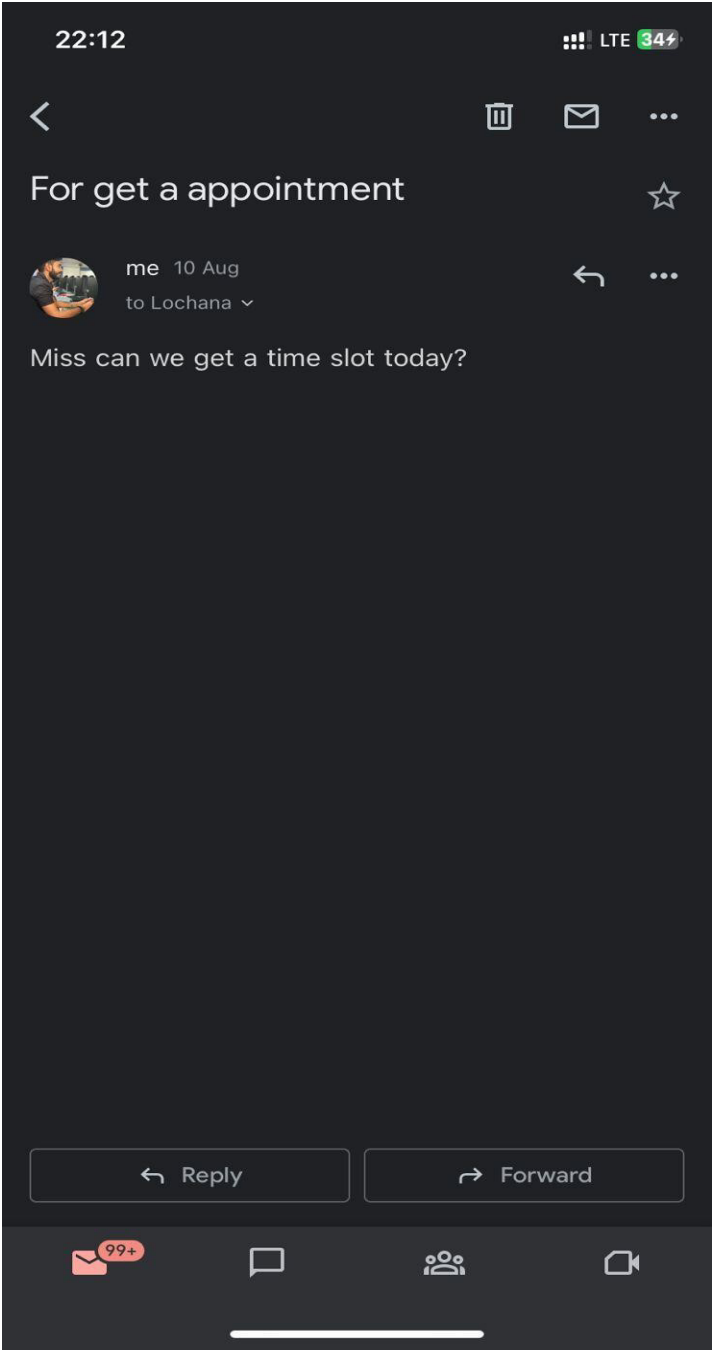 22:12 LTE 34
For get a appointment
me 10 Aug
to Lochana
Miss can we get a time slot today?
Reply Forward
99+